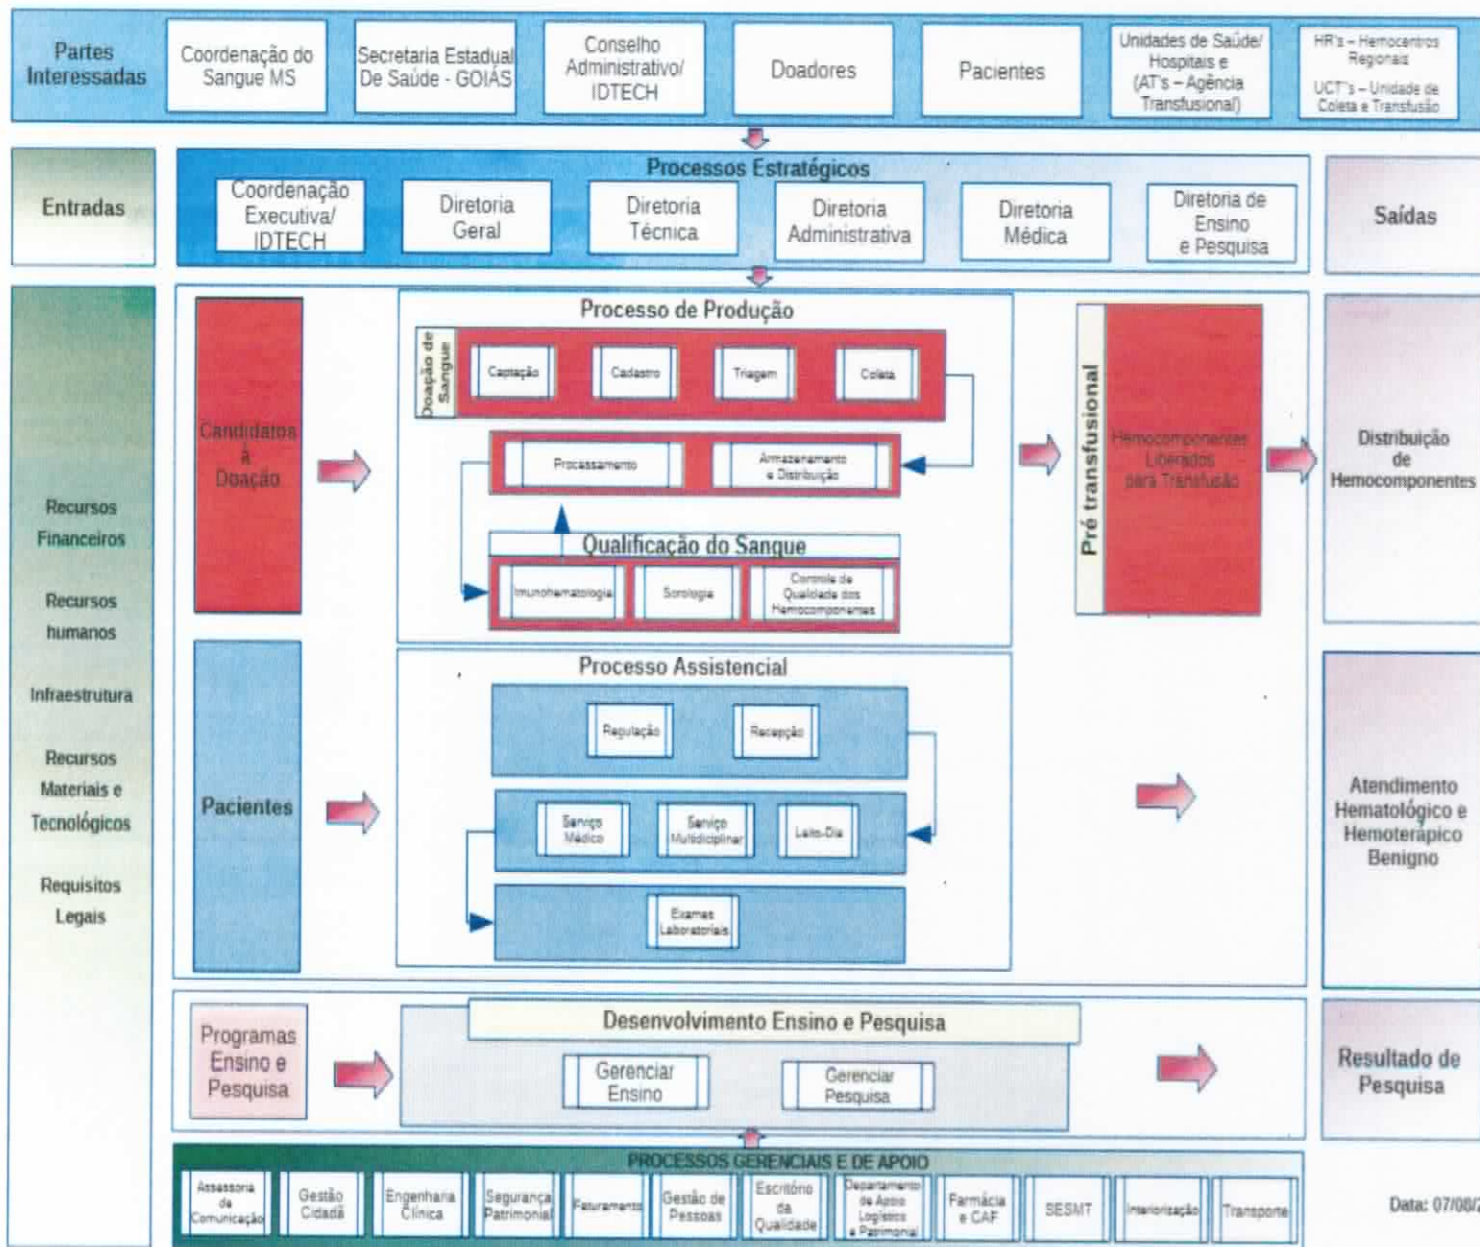 Partes
Interessadas
Coordenação do
Sangue MS
Secretaria Estadual
De Saúde - GOIÁS
Conselho
Administrativo/
IDTECH
Doadores
Pacientes
Unidades de Saúde/
Hospitais e
(AT's – Agência
Transfusional)
HR's – Hemocentros
Regionais
UCT's – Unidade de
Coleta e Transfusão
Entradas
Processos Estratégicos
Coordenação
Executiva/
IDTECH
Diretoria
Geral
Diretoria
Técnica
Diretoria
Administrativa
Diretoria
Médica
Diretoria de
Ensino
e Pesquisa
Saídas
Recursos
Financeiros
Recursos
humanos
Infraestrutura
Recursos
Materiais e
Tecnológicos
Requisitos
Legais
Candidatos
à
Doação
Processo de Produção
Doação de
Sangue
Captação
Cadastro
Triagem
Coleta
Processamento
Armazenamento
e Distribuição
Qualificação do Sangue
Imunohematologia
Sorologia
Controle de
Qualidade dos
Hemocomponentes
Pré transfusional
Hemocomponentes
Liberados
para Transfusão
Distribuição
de
Hemocomponentes
Pacientes
Processo Assistencial
Regulação
Recepção
Serviço
Médico
Serviço
Multidiciplinar
Leito-Dia
Exames
Laboratoriais
Atendimento
Hematológico e
Hemoterápico
Benigno
Programas
Ensino e
Pesquisa
Desenvolvimento Ensino e Pesquisa
Gerenciar
Ensino
Gerenciar
Pesquisa
Resultado de
Pesquisa
PROCESSOS GERENCIAIS E DE APOIO
Assessoria
de
Comunicação
Gestão
Cidadã
Engenharia
Clínica
Segurança
Patrimonial
Faturamento
Gestão de
Pessoas
Escritório
da
Qualidade
Departamento
de Apoio
Logístico
e Patrimonial
Farmácia
e CAF
SESMT
Interiorização
Transporte
Data: 07/08/2